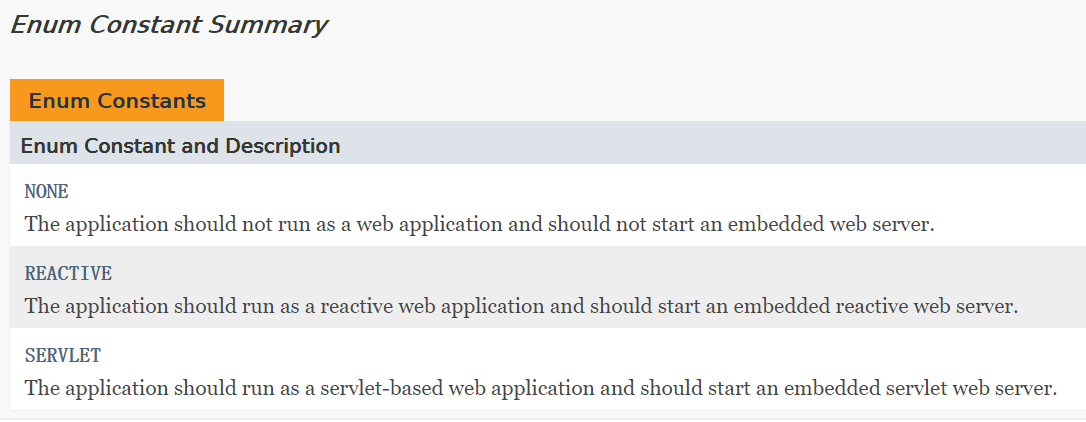 Enum Constant Summary
Enum Constants
Enum Constant and Description
NONE
The application should not run as a web application and should not start an embedded web server.
REACTIVE
The application should run as a reactive web application and should start an embedded reactive web server.
SERVLET
The application should run as a servlet-based web application and should start an embedded servlet web server.